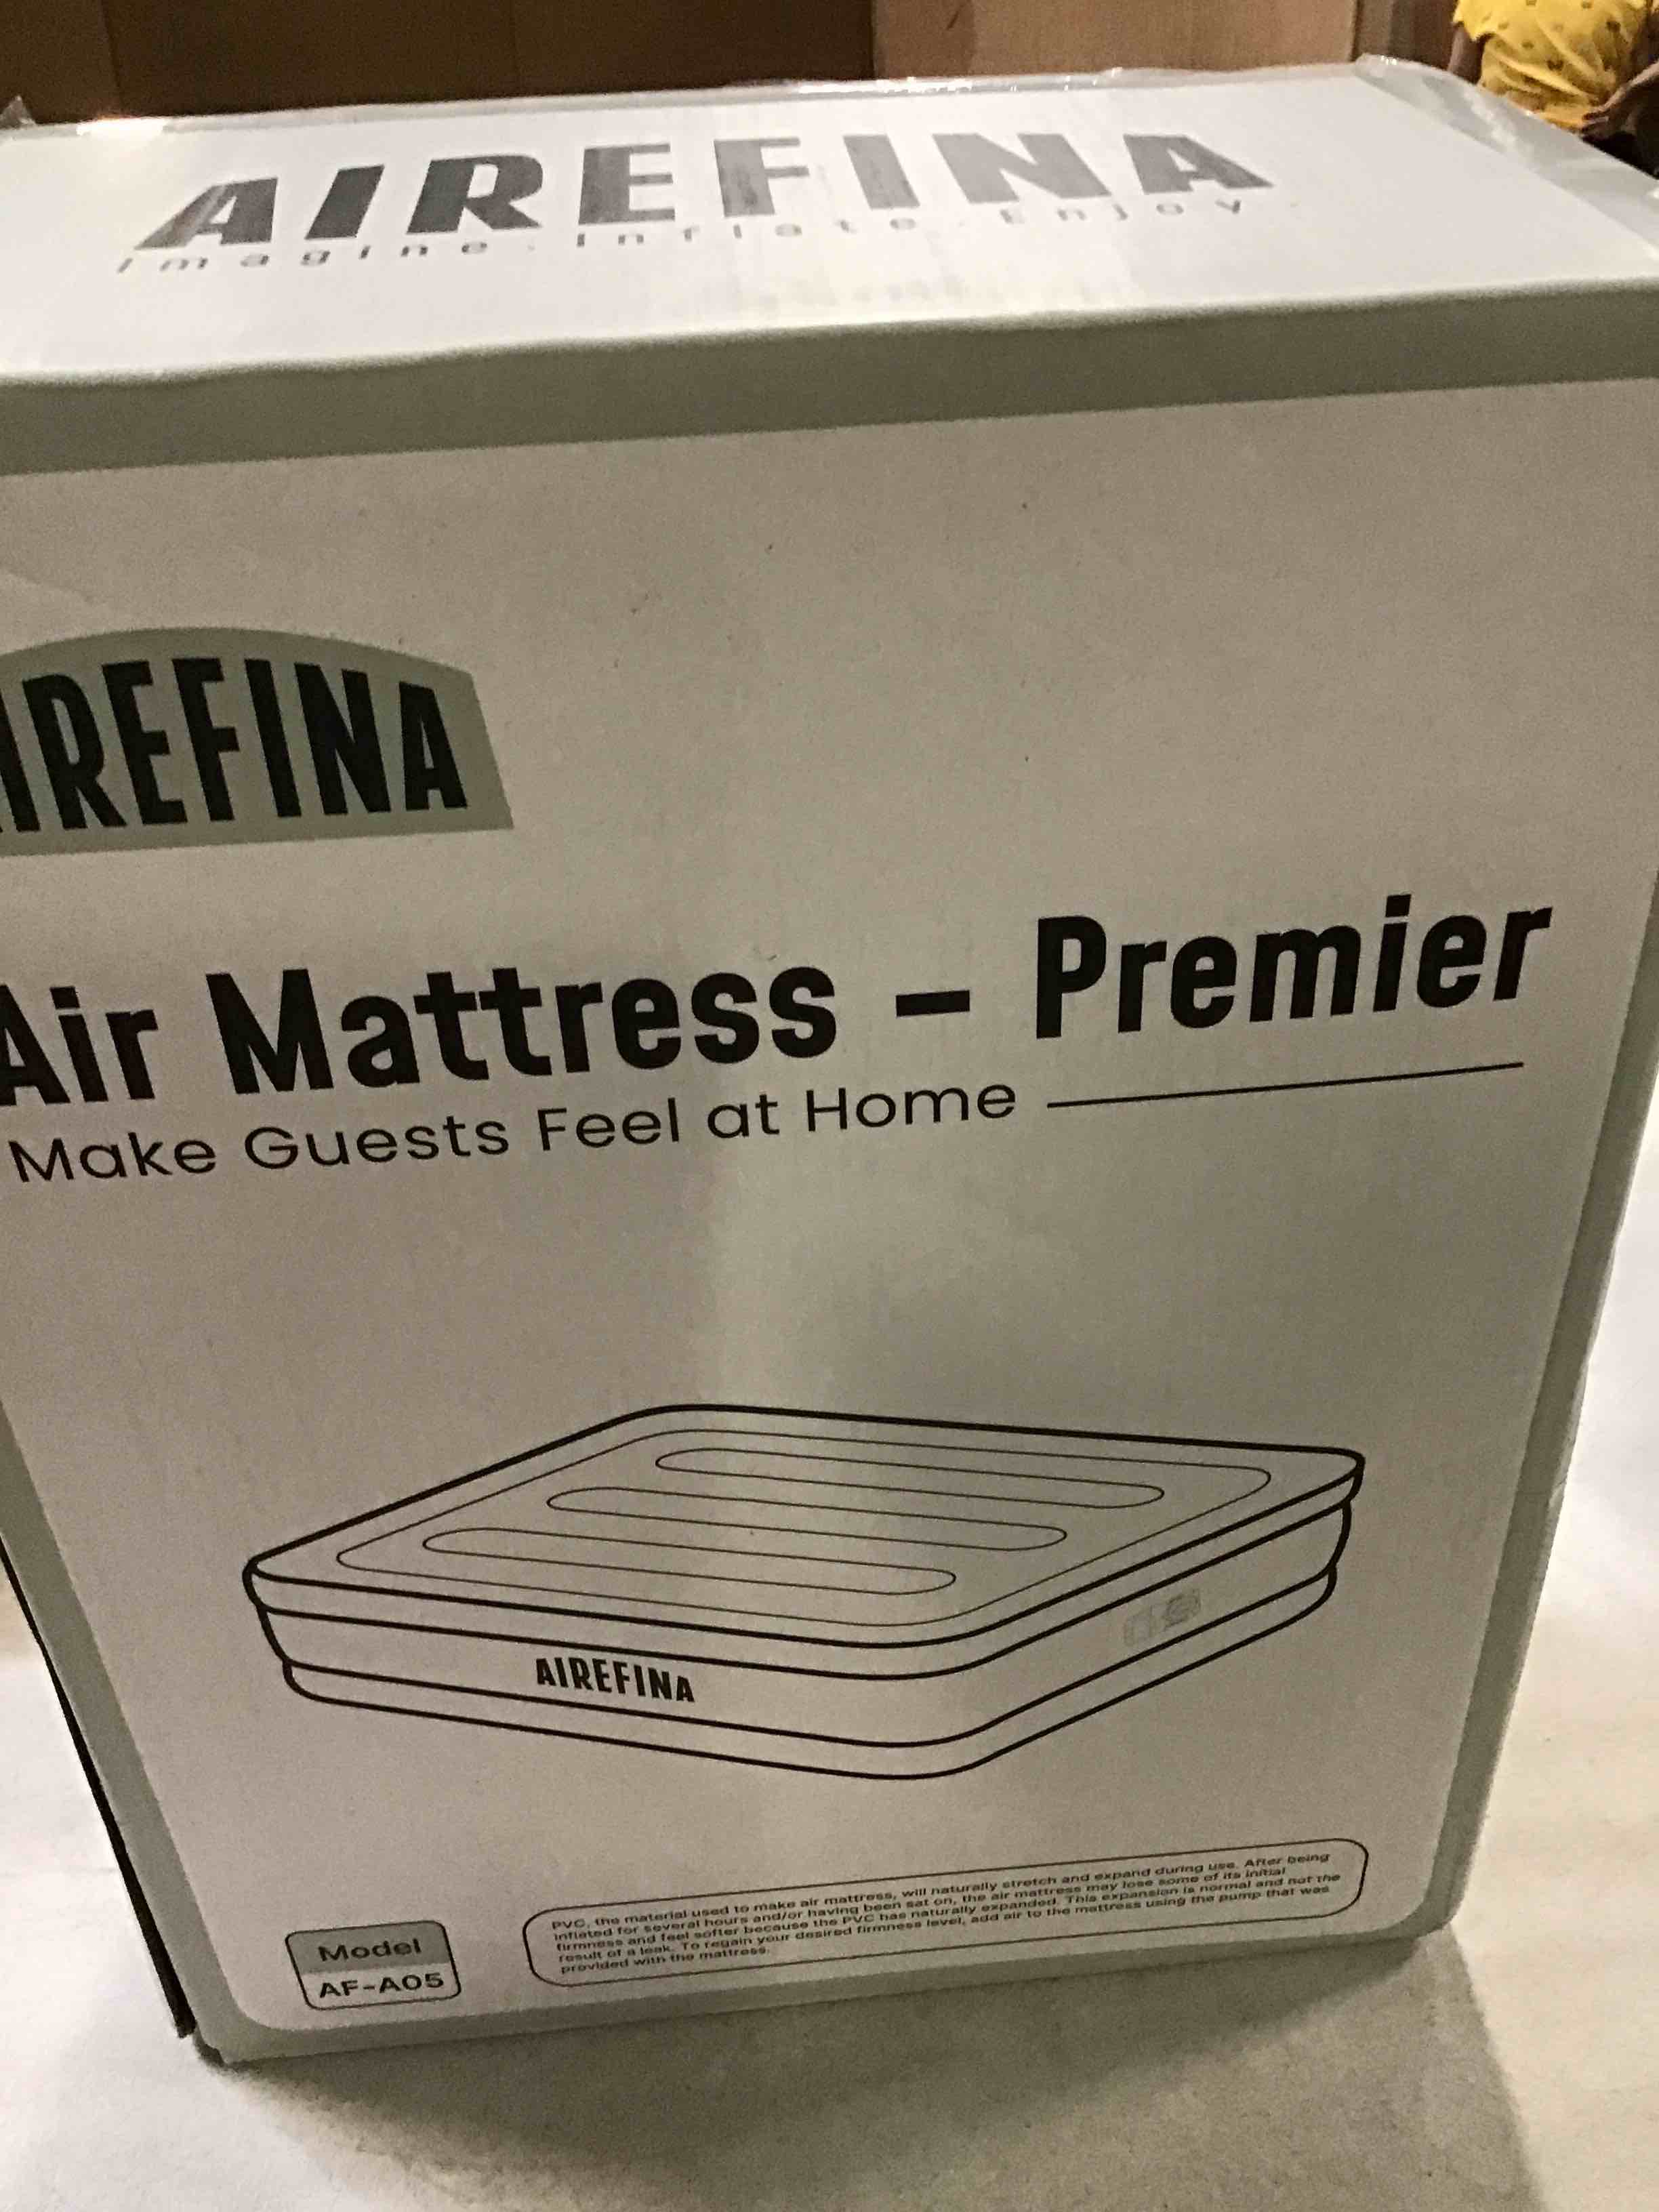 AIREFINA
Imagine · Inflate · Enjoy
AIREFINA
Air Mattress – Premier
Make Guests Feel at Home
AIREFINA
PVC, the material used to make air mattress, will naturally stretch and expand during use. After being
inflated for several hours and/or having been sat on, the air mattress may lose some of its initial
firmness and feel softer because the PVC has naturally expanded. This expansion is normal and not the
result of a leak. To regain your desired firmness level, add air to the mattress using the pump that was
provided with the mattress.
Model
AF-A05